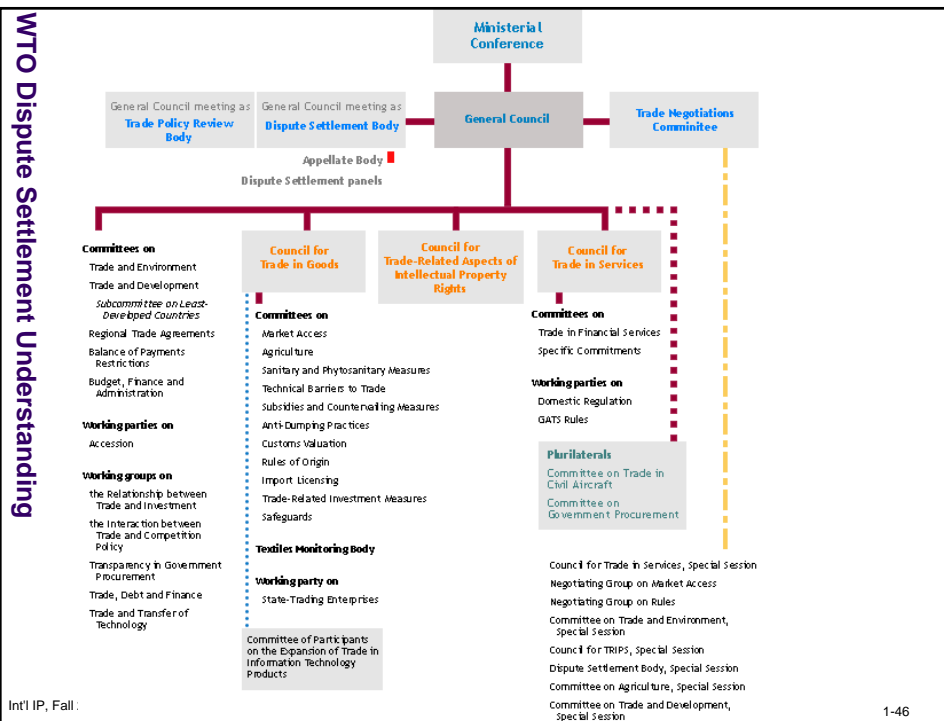 WTO Dispute Settlement Understanding
Ministerial
Conference
General Council meeting as
Trade Policy Review
Body
General Council meeting as
Dispute Settlement Body
General Council
Trade Negotiations
Comminitee
Appellate Body
Dispute Settlement panels
Committees on
Trade and Environment
Trade and Development
Subcommittee on Least-
Developed Countries
Regional Trade Agreements
Balance of Payments
Restrictions
Budget, Finance and
Administration
Working parties on
Accession
Working groups on
the Relationship between
Trade and Investment
the Interaction between
Trade and Competition
Policy
Transparency in Government
Procurement
Trade, Debt and Finance
Trade and Transfer of
Technology
Council for
Trade in Goods
Committees on
Market Access
Agriculture
Sanitary and Phytosanitary Measures
Technical Barriers to Trade
Subsidies and Countervailing Measures
Anti-Dumping Practices
Customs Valuation
Rules of Origin
Import Licensing
Trade-Related Investment Measures
Safeguards
Textiles Monitoring Body
Working party on
State-Trading Enterprises
Committee of Participants
on the Expansion of Trade in
Information Technology
Products
Council for
Trade-Related Aspects of
Intellectual Property
Rights
Council for
Trade in Services
Committees on
Trade in Financial Services
Specific Commitments
Working parties on
Domestic Regulation
GATS Rules
Plurilaterals
Committee on Trade in
Civil Aircraft
Committee on
Government Procurement
Council for Trade in Services, Special Session
Negotiating Group on Market Access
Negotiating Group on Rules
Committee on Trade and Environment,
Special Session
Council for TRIPS, Special Session
Dispute Settlement Body, Special Session
Committee on Agriculture, Special Session
Committee on Trade and Development,
Special Session
Int'l IP, Fall
1-46